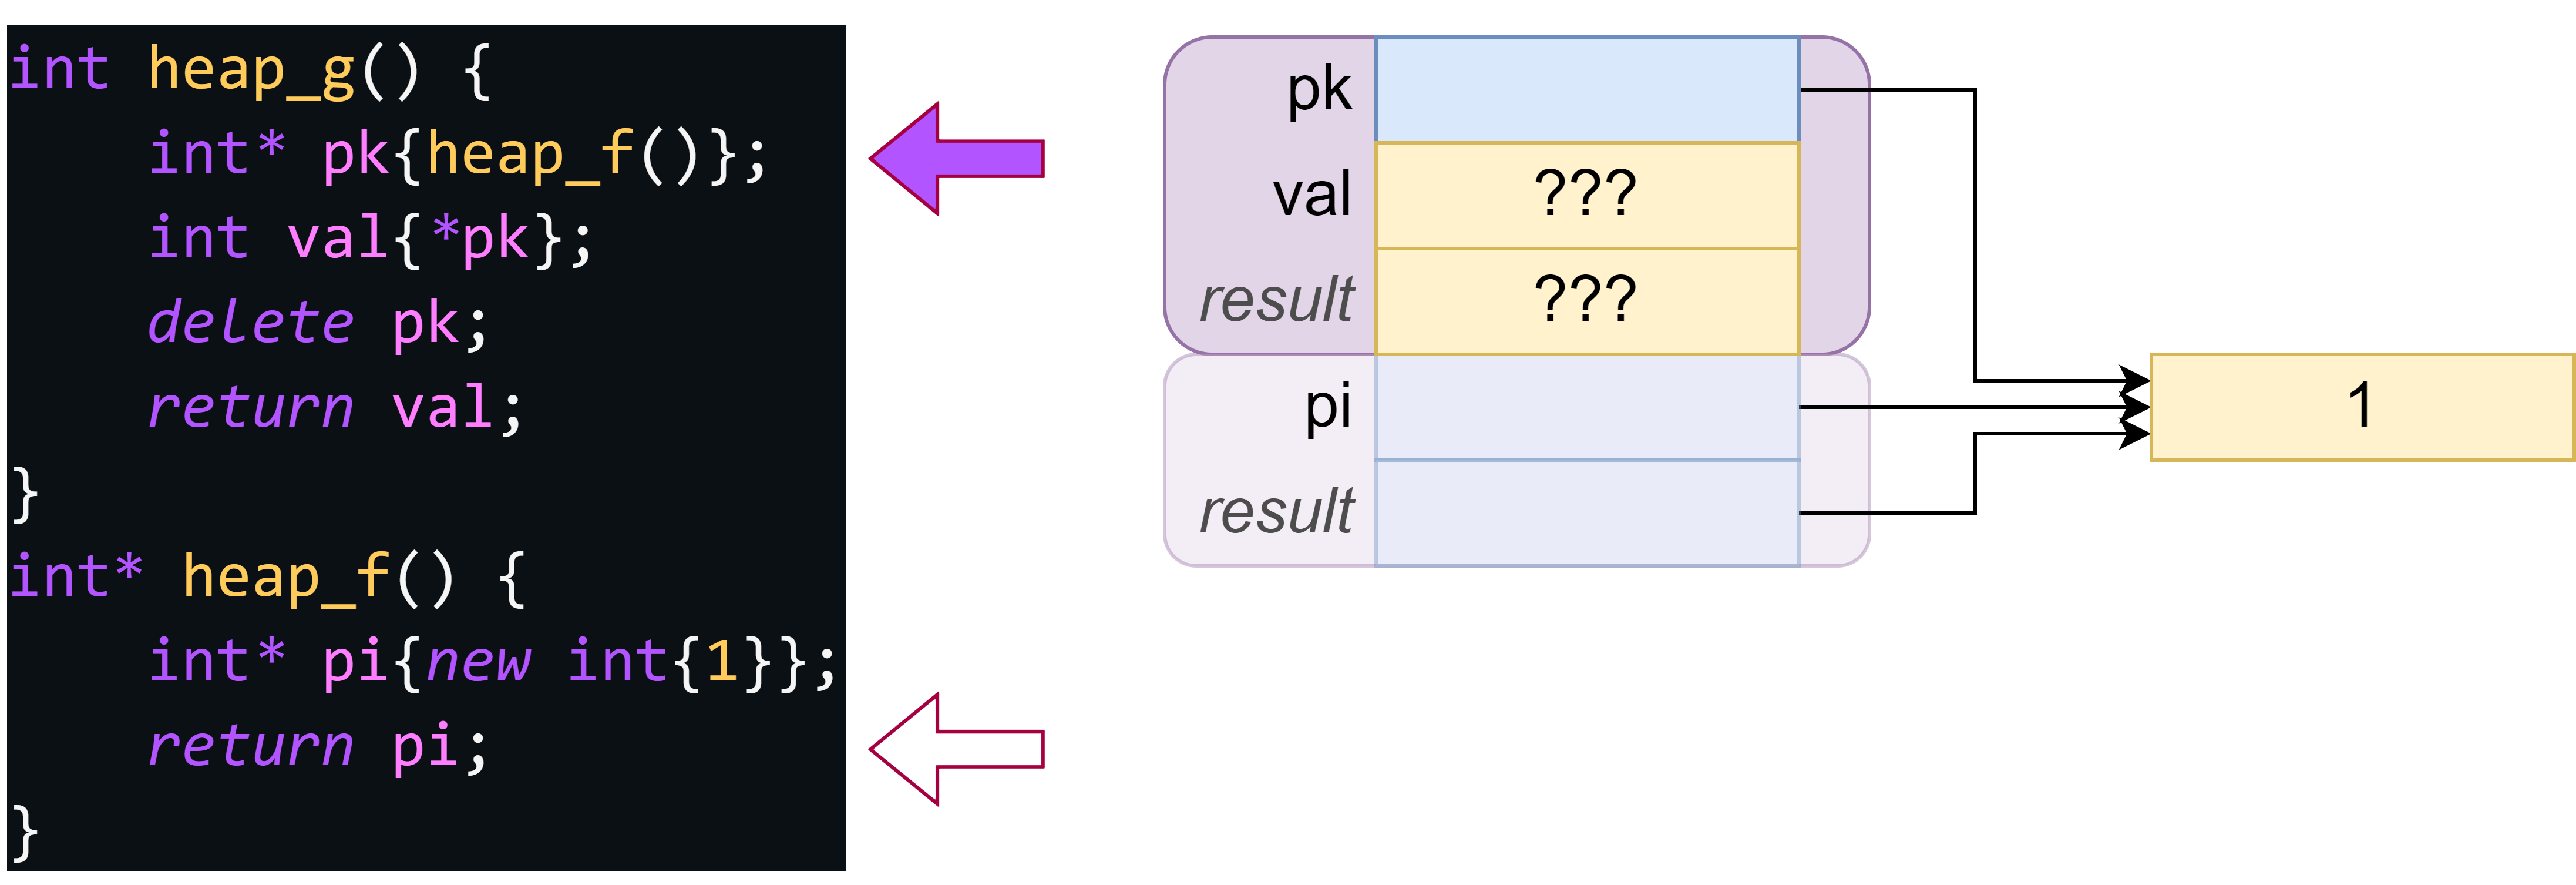 int heap_g() {
    int* pk{heap_f()};
    int val{*pk};
    delete pk;
    return val;
}
int* heap_f() {
    int* pi{new int{1}};
    return pi;
}
pk
val ???
result ???
pi
result
1